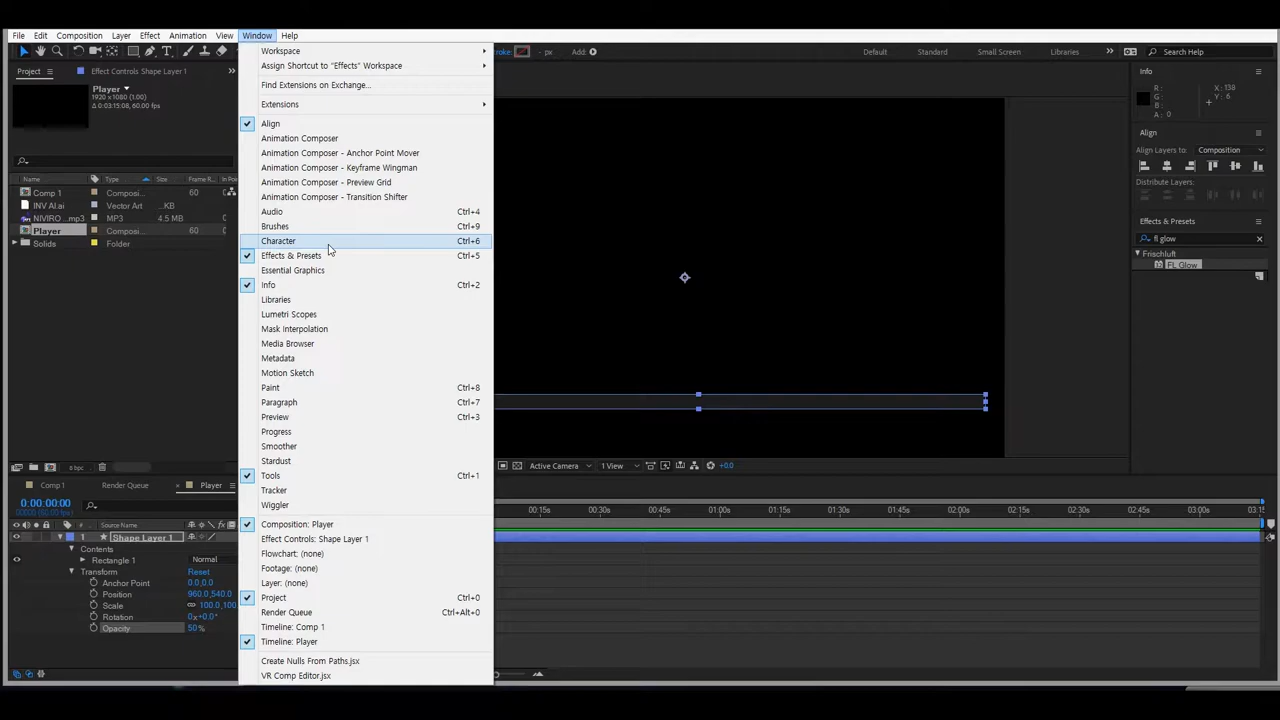 File Edit Composition Layer Effect Animation View Window Help
Stroke: - px Add: Default Standard Small Screen Libraries Search Help
Project Effect Controls Shape Layer 1
Player
1920 x 1080 (1.00)
Δ 0:03:15:08, 60.00 fps
Name Type Size Frame R...
Comp 1 Composi... 60
INV AI.ai Vector Art ...KB
NIVIRO ...mp3 MP3 4.5 MB
Player Composi... 60
Solids Folder
8 bpc
Workspace
Assign Shortcut to "Effects" Workspace
Find Extensions on Exchange...
Extensions
Align
Animation Composer
Animation Composer - Anchor Point Mover
Animation Composer - Keyframe Wingman
Animation Composer - Preview Grid
Animation Composer - Transition Shifter
Audio Ctrl+4
Brushes Ctrl+9
Character Ctrl+6
Effects & Presets Ctrl+5
Essential Graphics
Info Ctrl+2
Libraries
Lumetri Scopes
Mask Interpolation
Media Browser
Metadata
Motion Sketch
Paint Ctrl+8
Paragraph Ctrl+7
Preview Ctrl+3
Progress
Smoother
Stardust
Tools Ctrl+1
Tracker
Wiggler
Composition: Player
Effect Controls: Shape Layer 1
Flowchart: (none)
Footage: (none)
Layer: (none)
Project Ctrl+0
Render Queue Ctrl+Alt+0
Timeline: Comp 1
Timeline: Player
Create Nulls From Paths.jsx
VR Comp Editor.jsx
Info
R: X: 138
G: Y: 6
B:
A: 0
Align
Align Layers to: Composition
Distribute Layers:
Effects & Presets
fl glow
Frischluft
FL Glow
Active Camera 1 View +0.0
Comp 1 Render Queue Player
0:00:00:00
00:15s 00:30s 00:45s 01:00s 01:15s 01:30s 01:45s 02:00s 02:15s 02:30s 02:45s 03:00s 03:15
# Source Name
1 Shape Layer 1
Contents
Rectangle 1 Normal
Transform Reset
Anchor Point 0.0,0.0
Position 960.0,540.0
Scale 100.0,100.
Rotation 0x+0.0°
Opacity 50%